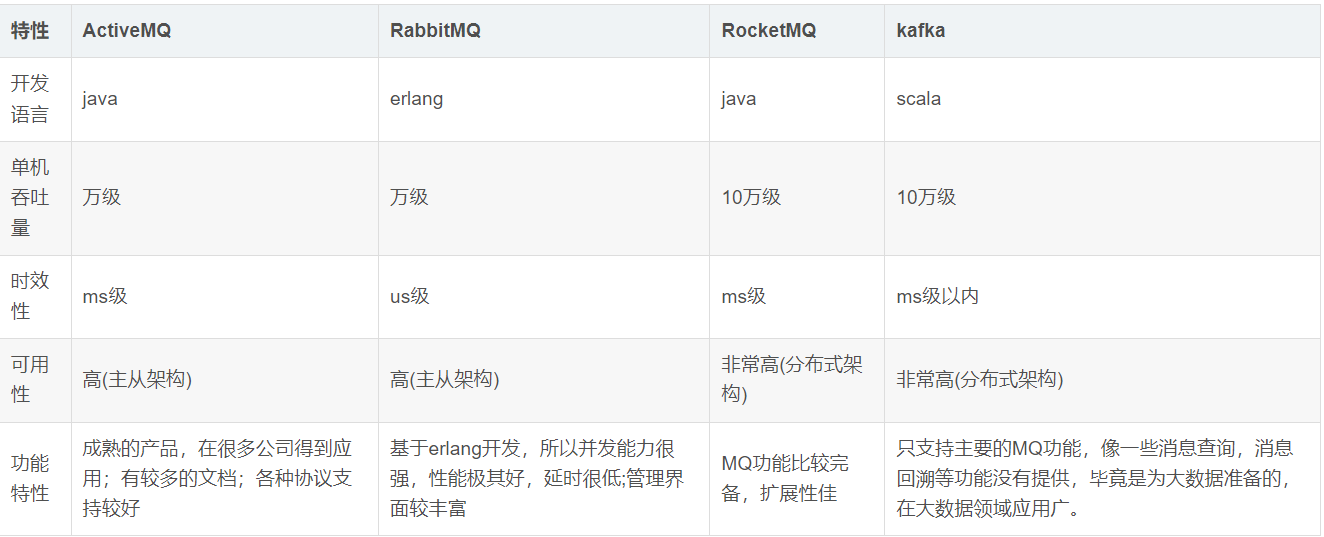 特性 ActiveMQ RabbitMQ RocketMQ kafka
开发
语言
java erlang java scala
单机
吞吐
量
万级 万级 10万级 10万级
时效
性
ms级 us级 ms级 ms级以内
可用
性
高(主从架构) 高(主从架构)
非常高(分布式架
构)
非常高(分布式架构)
功能
特性
成熟的产品，在很多公司得到应
用；有较多的文档；各种协议支
持较好
基于erlang开发，所以并发能力很
强，性能极其好，延时很低;管理界
面较丰富
MQ功能比较完
备，扩展性佳
只支持主要的MQ功能，像一些消息查询，消息
回溯等功能没有提供，毕竟是为大数据准备的，
在大数据领域应用广。